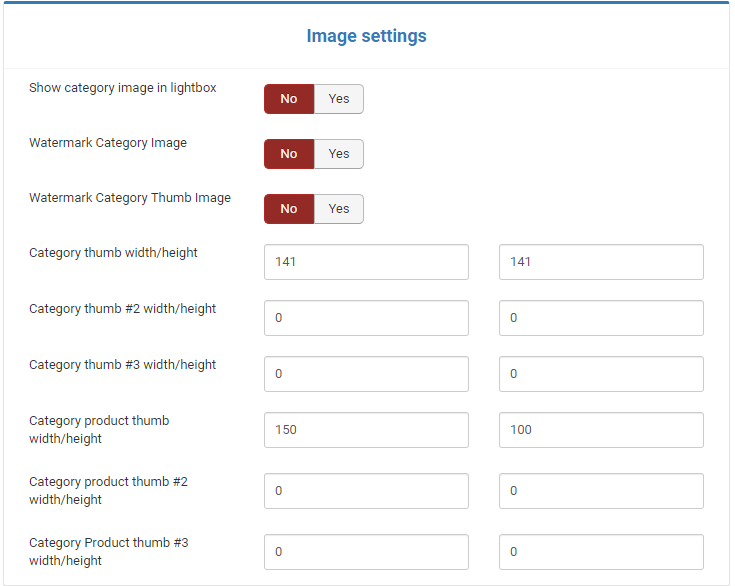 Image settings
Show category image in lightbox
No Yes
Watermark Category Image
No Yes
Watermark Category Thumb Image
No Yes
Category thumb width/height
141 141
Category thumb #2 width/height
0 0
Category thumb #3 width/height
0 0
Category product thumb
width/height
150 100
Category product thumb #2
width/height
0 0
Category Product thumb #3
width/height
0 0